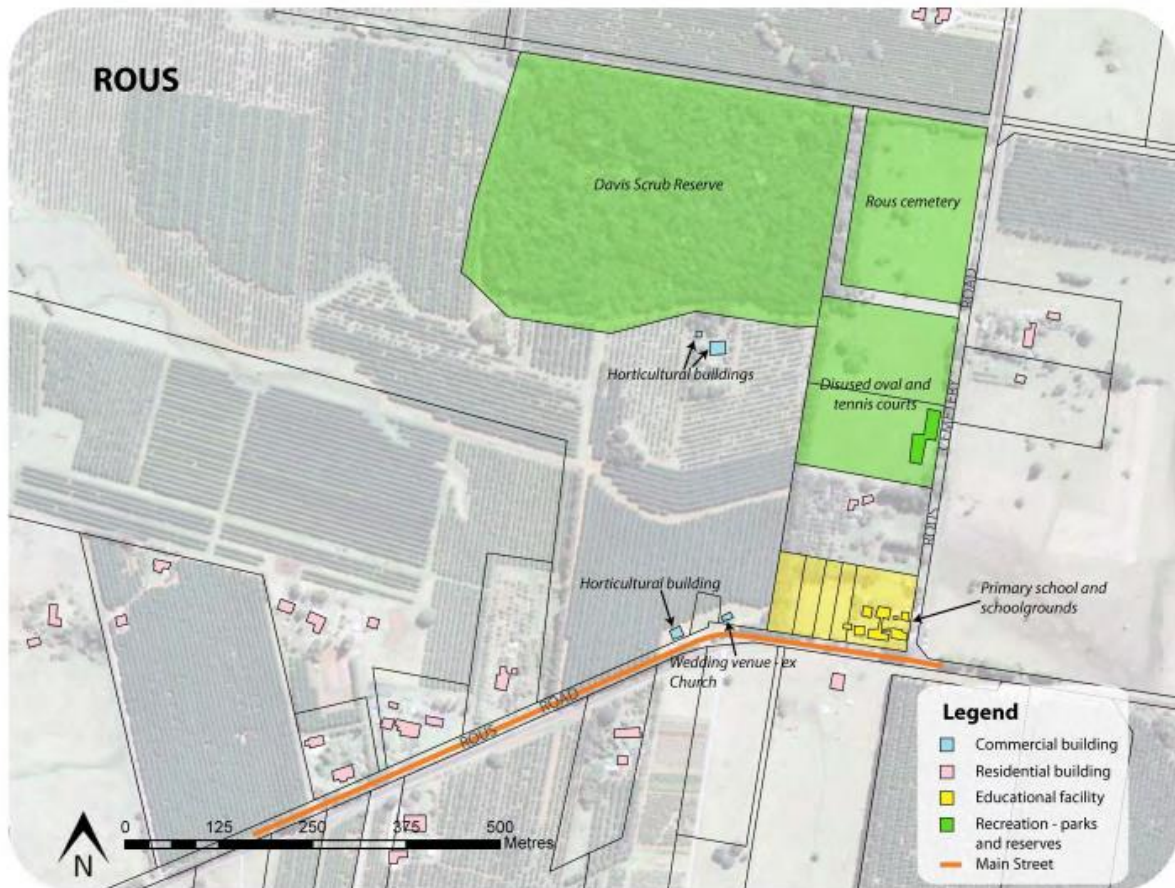 ROUS
Davis Scrub Reserve
Rous cemetery
Horticultural buildings
Disused oval and
tennis courts
ROUS CEMETERY ROAD
Horticultural building
Primary school and
schoolgrounds
Wedding venue - ex
Church
ROUS ROAD
Legend
Commercial building
Residential building
Educational facility
Recreation - parks
and reserves
Main Street
0 125 250 375 500
Metres
N